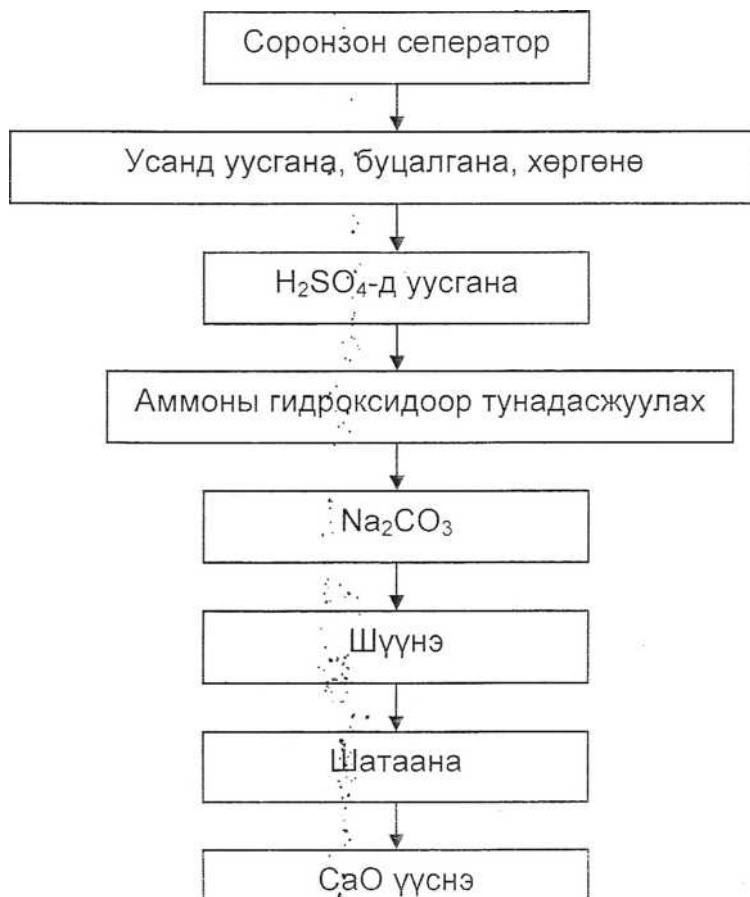 Соронзон сеператор
Усанд уусгана, буцалгана, хөргөнө
H₂SO₄-д уусгана
Аммоны гидроксидоор тунадасжуулах
Na₂CO₃
Шүүнэ
Шатаана
CaO үүснэ